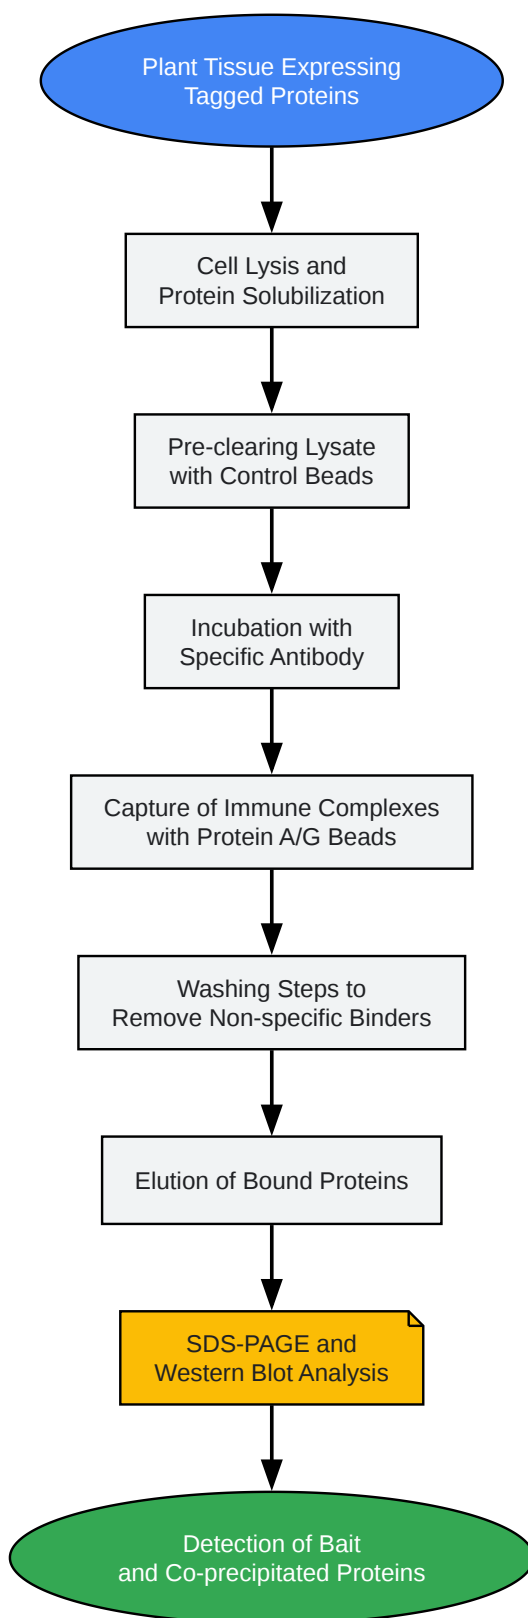 Plant Tissue Expressing
Tagged Proteins
Cell Lysis and
Protein Solubilization
Pre-clearing Lysate
with Control Beads
Incubation with
Specific Antibody
Capture of Immune Complexes
with Protein A/G Beads
Washing Steps to
Remove Non-specific Binders
Elution of Bound Proteins
SDS-PAGE and
Western Blot Analysis
Detection of Bait
and Co-precipitated Proteins